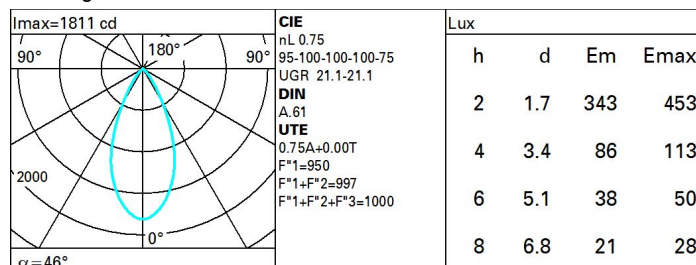 Imax=1811 cd
90°
180°
90°
2000
0°
α=46°
CIE
nL 0.75
95-100-100-100-75
UGR 21.1-21.1
DIN
A.61
UTE
0.75A+0.00T
F"1=950
F"1+F"2=997
F"1+F"2+F"3=1000
Lux
h d Em Emax
2 1.7 343 453
4 3.4 86 113
6 5.1 38 50
8 6.8 21 28